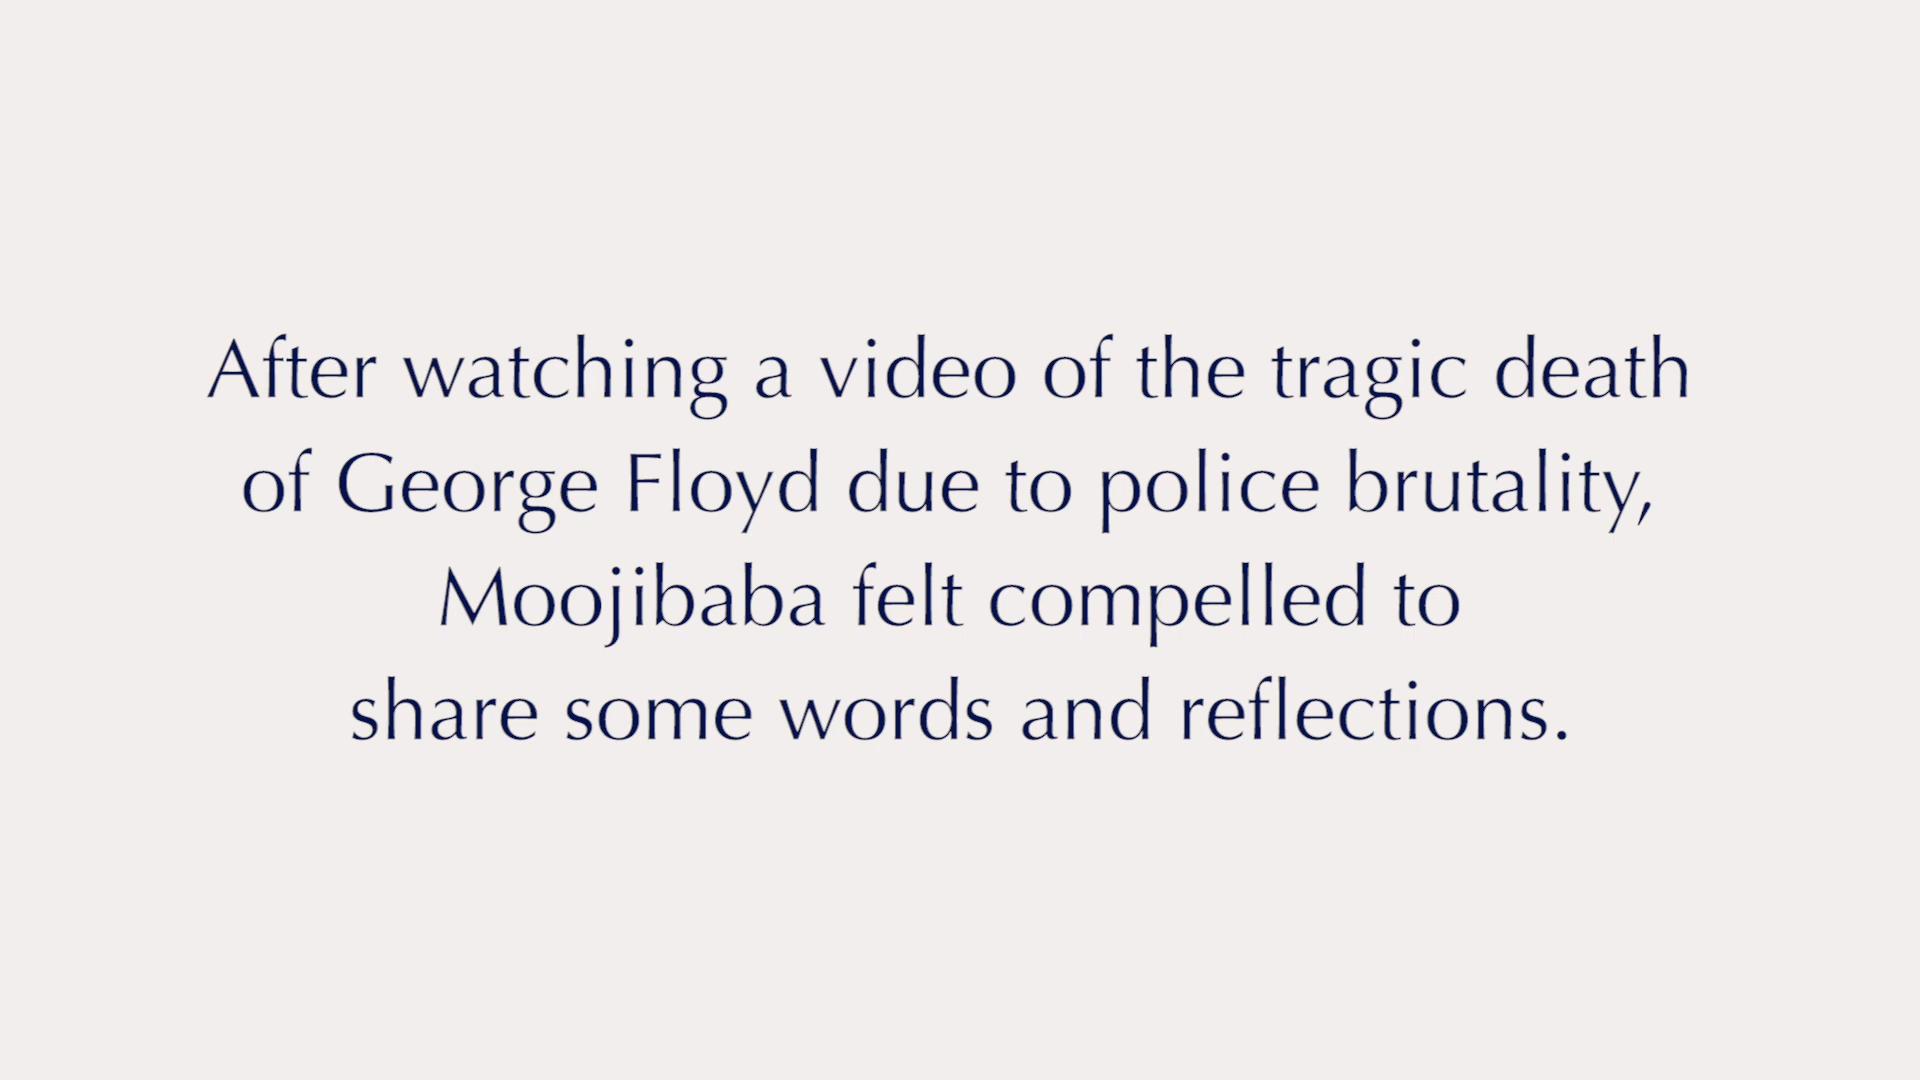 After watching a video of the tragic death
of George Floyd due to police brutality,
Moojibaba felt compelled to
share some words and reflections.